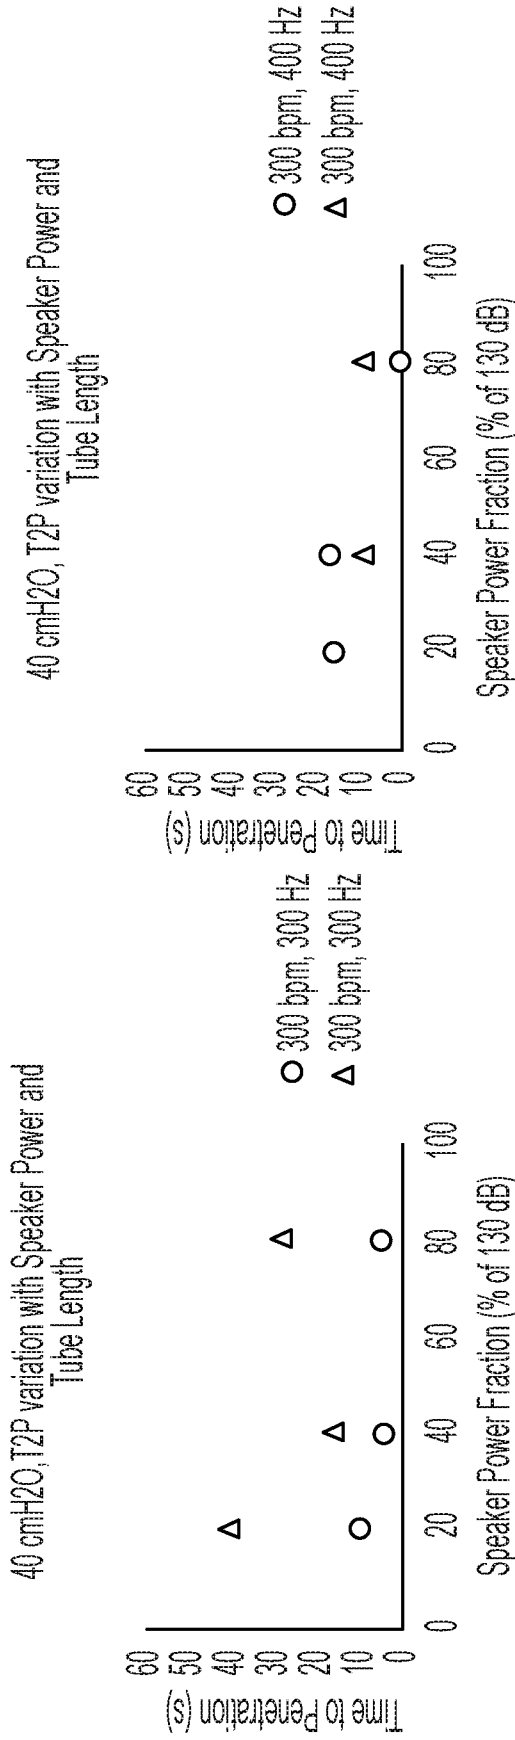 40 cmH2O,T2P variation with Speaker Power and
Tube Length
60
50
40
30
20
10
0
Time to Penetration (s)
0
20
40
60
80
100
Speaker Power Fraction (% of 130 dB)
300 bpm, 300 Hz
300 bpm, 300 Hz
40 cmH2O, T2P variation with Speaker Power and
Tube Length
60
50
40
30
20
10
0
Time to Penetration (s)
0
20
40
60
80
100
Speaker Power Fraction (% of 130 dB)
300 bpm, 400 Hz
300 bpm, 400 Hz